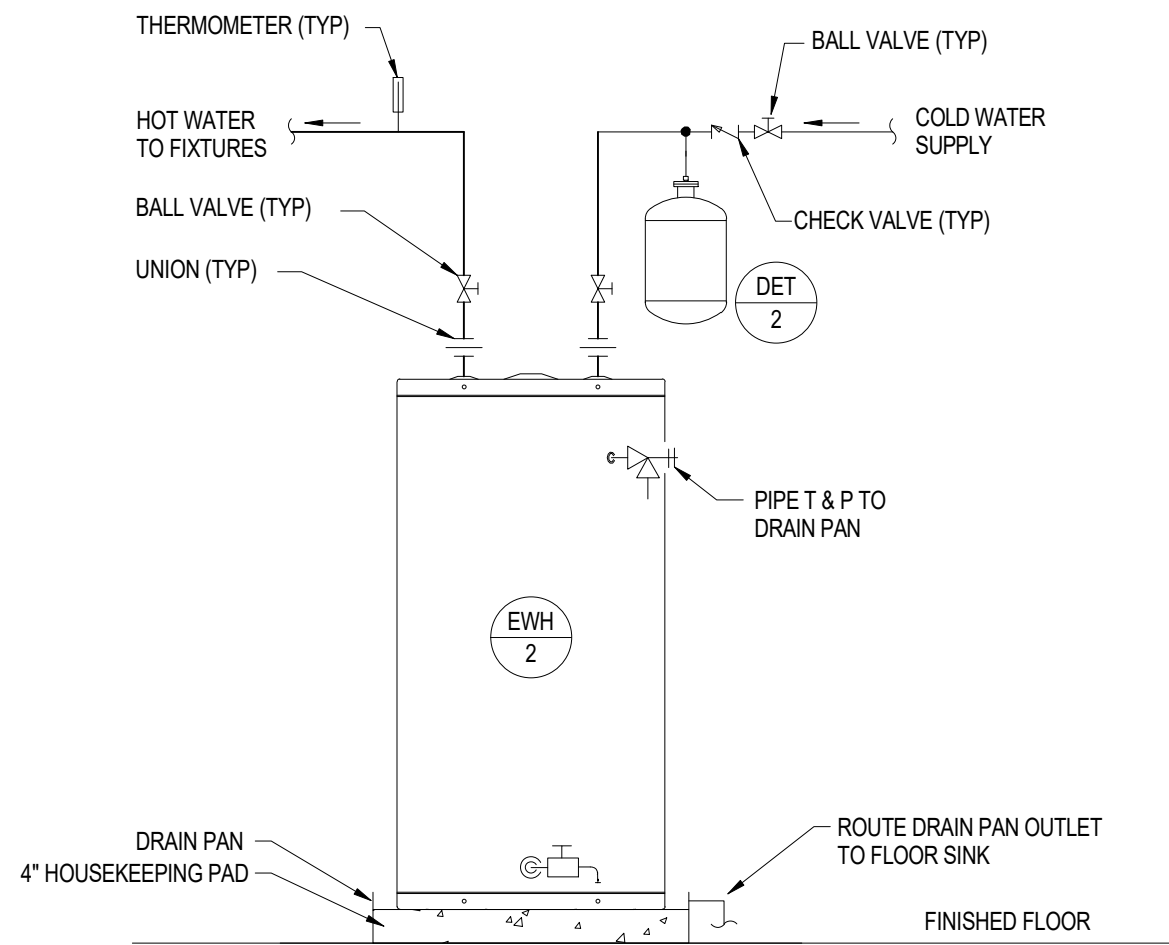 THERMOMETER (TYP)
BALL VALVE (TYP)
HOT WATER
TO FIXTURES
COLD WATER
SUPPLY
BALL VALVE (TYP)
CHECK VALVE (TYP)
UNION (TYP)
DET
2
PIPE T & P TO
DRAIN PAN
EWH
2
DRAIN PAN
4" HOUSEKEEPING PAD
ROUTE DRAIN PAN OUTLET
TO FLOOR SINK
FINISHED FLOOR